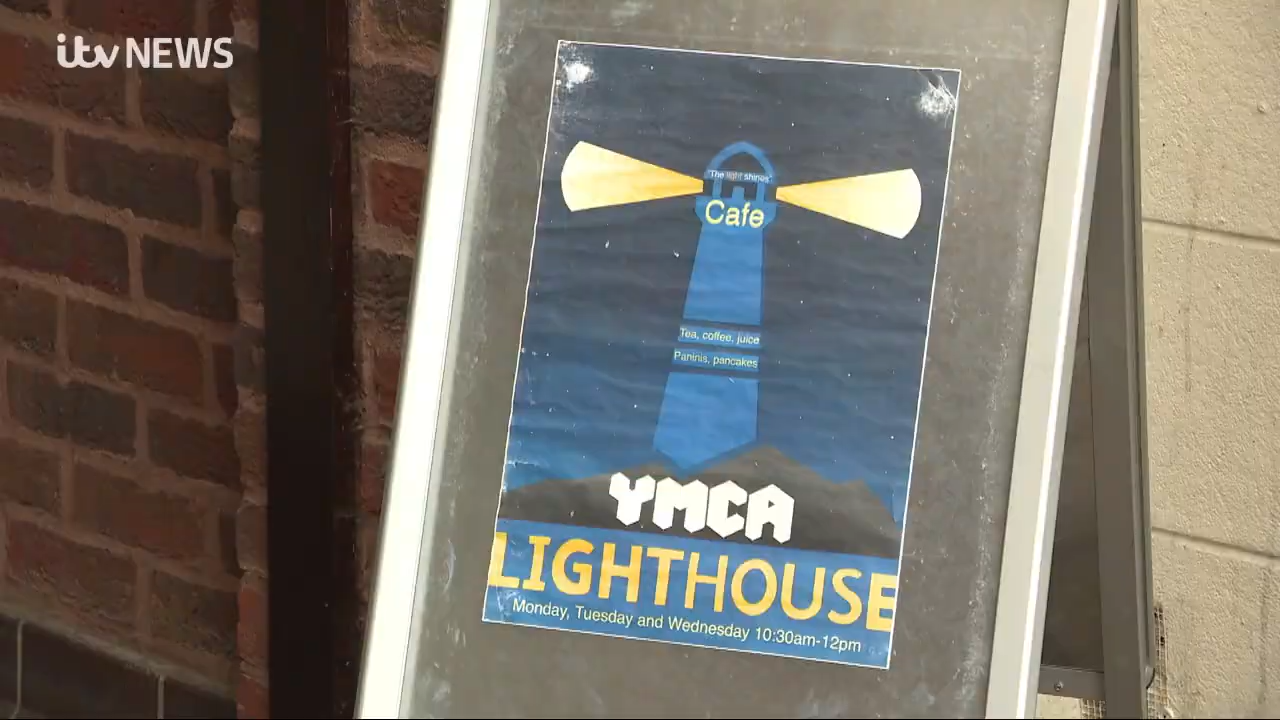 itv NEWS
"The light shines"
Cafe
Tea, coffee, juice
Paninis, pancakes
YMCA
LIGHTHOUSE
Monday, Tuesday and Wednesday 10:30am-12pm